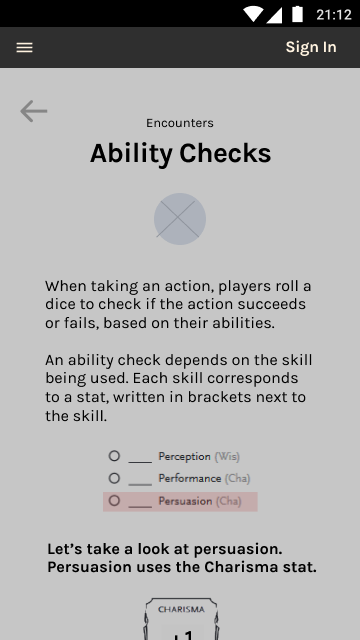 21:12
Sign In
Encounters
Ability Checks
When taking an action, players roll a
dice to check if the action succeeds
or fails, based on their abilities.
An ability check depends on the skill
being used. Each skill corresponds
to a stat, written in brackets next to
the skill.
Perception (Wis)
Performance (Cha)
Persuasion (Cha)
Let’s take a look at persuasion.
Persuasion uses the Charisma stat.
CHARISMA
+1